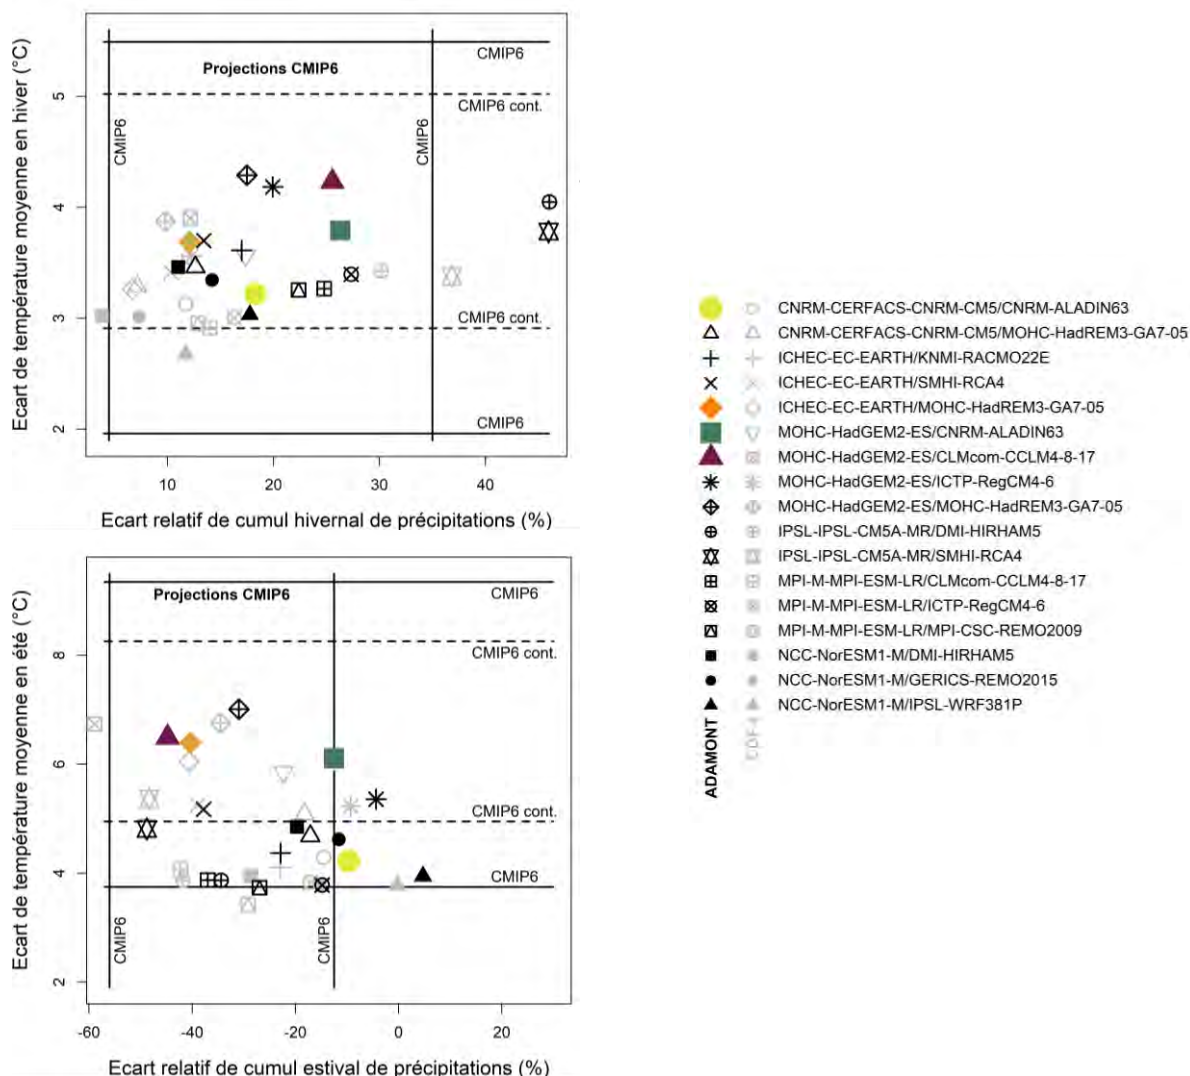 CMIP6
Projections CMIP6
CMIP6 cont.
CMIP6
CMIP6
CMIP6 cont.
CMIP6
5
4
3
2
Ecart de température moyenne en hiver (°C)
10
20
30
40
Ecart relatif de cumul hivernal de précipitations (%)
Projections CMIP6
CMIP6
CMIP6 cont.
CMIP6 cont.
CMIP6
CMIP6
CMIP6
8
6
4
2
Ecart de température moyenne en été (°C)
-60
-40
-20
0
20
Ecart relatif de cumul estival de précipitations (%)
CNRM-CERFACS-CNRM-CM5/CNRM-ALADIN63
CNRM-CERFACS-CNRM-CM5/MOHC-HadREM3-GA7-05
ICHEC-EC-EARTH/KNMI-RACMO22E
ICHEC-EC-EARTH/SMHI-RCA4
ICHEC-EC-EARTH/MOHC-HadREM3-GA7-05
MOHC-HadGEM2-ES/CNRM-ALADIN63
MOHC-HadGEM2-ES/CLMcom-CCLM4-8-17
MOHC-HadGEM2-ES/ICTP-RegCM4-6
MOHC-HadGEM2-ES/MOHC-HadREM3-GA7-05
IPSL-IPSL-CM5A-MR/DMI-HIRHAM5
IPSL-IPSL-CM5A-MR/SMHI-RCA4
MPI-M-MPI-ESM-LR/CLMcom-CCLM4-8-17
MPI-M-MPI-ESM-LR/ICTP-RegCM4-6
MPI-M-MPI-ESM-LR/MPI-CSC-REMO2009
NCC-NorESM1-M/DMI-HIRHAM5
NCC-NorESM1-M/GERICS-REMO2015
NCC-NorESM1-M/IPSL-WRF381P
ADAMONT
CDFT